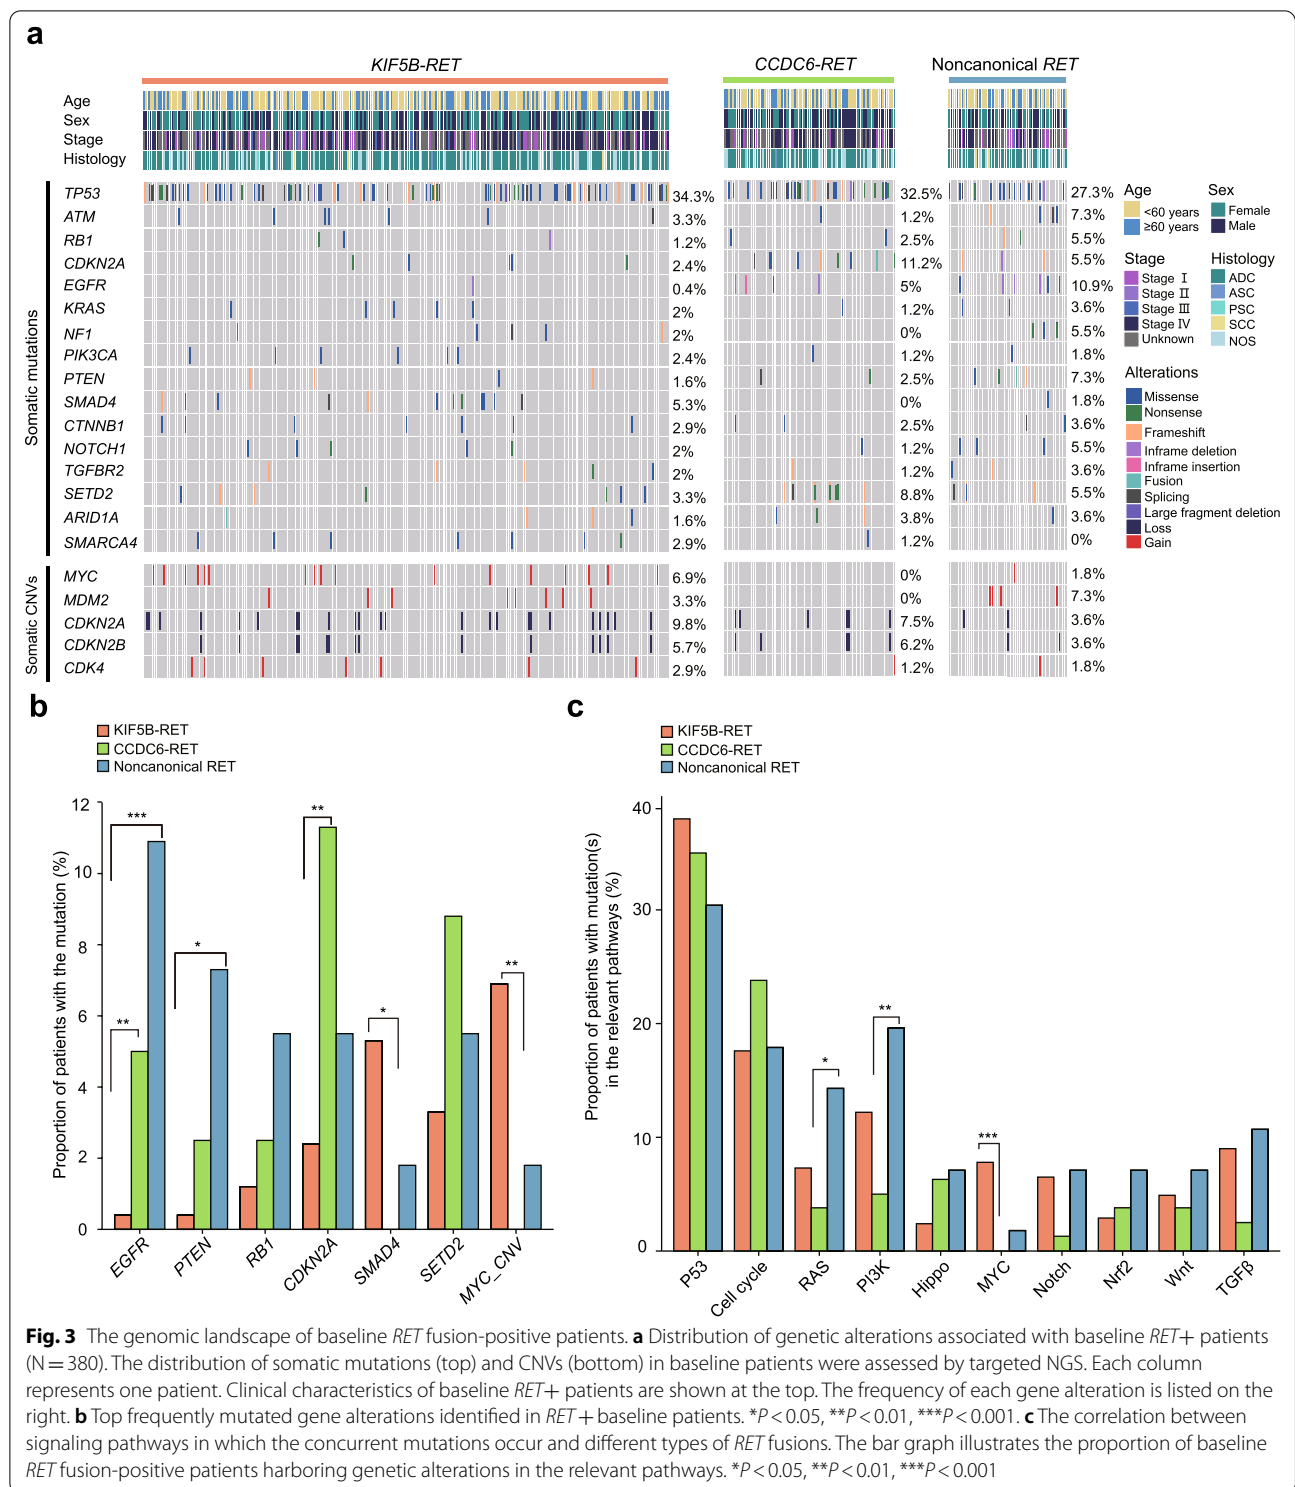 a
KIF5B-RET
CCDC6-RET
Noncanonical RET
Age
Sex
Stage
Histology
Somatic mutations
TP53 34.3% 32.5% 27.3%
ATM 3.3% 1.2% 7.3%
RB1 1.2% 2.5% 5.5%
CDKN2A 2.4% 11.2% 5.5%
EGFR 0.4% 5% 10.9%
KRAS 2% 1.2% 3.6%
NF1 2% 0% 5.5%
PIK3CA 2.4% 1.2% 1.8%
PTEN 1.6% 2.5% 7.3%
SMAD4 5.3% 0% 1.8%
CTNNB1 2.9% 2.5% 3.6%
NOTCH1 2% 1.2% 5.5%
TGFBR2 2% 1.2% 3.6%
SETD2 3.3% 8.8% 5.5%
ARID1A 1.6% 3.8% 3.6%
SMARCA4 2.9% 1.2% 0%
Somatic CNVs
MYC 6.9% 0% 1.8%
MDM2 3.3% 0% 7.3%
CDKN2A 9.8% 7.5% 3.6%
CDKN2B 5.7% 6.2% 3.6%
CDK4 2.9% 1.2% 1.8%
Age
<60 years
≥60 years
Sex
Female
Male
Stage
Stage I
Stage II
Stage III
Stage IV
Unknown
Histology
ADC
ASC
PSC
SCC
NOS
Alterations
Missense
Nonsense
Frameshift
Inframe deletion
Inframe insertion
Fusion
Splicing
Large fragment deletion
Loss
Gain
b
KIF5B-RET
CCDC6-RET
Noncanonical RET
Proportion of patients with the mutation (%)
12
10
8
6
4
2
0
***
**
*
**
*
**
EGFR
PTEN
RB1
CDKN2A
SMAD4
SETD2
MYC_CNV
c
KIF5B-RET
CCDC6-RET
Noncanonical RET
Proportion of patients with mutation(s)
in the relevant pathways (%)
40
30
20
10
0
*
**
***
P53
Cell cycle
RAS
PI3K
Hippo
MYC
Notch
Nrf2
Wnt
TGFβ
Fig. 3 The genomic landscape of baseline RET fusion-positive patients. a Distribution of genetic alterations associated with baseline RET+ patients
(N = 380). The distribution of somatic mutations (top) and CNVs (bottom) in baseline patients were assessed by targeted NGS. Each column
represents one patient. Clinical characteristics of baseline RET+ patients are shown at the top. The frequency of each gene alteration is listed on the
right. b Top frequently mutated gene alterations identified in RET + baseline patients. *P < 0.05, **P < 0.01, ***P < 0.001. c The correlation between
signaling pathways in which the concurrent mutations occur and different types of RET fusions. The bar graph illustrates the proportion of baseline
RET fusion-positive patients harboring genetic alterations in the relevant pathways. *P < 0.05, **P < 0.01, ***P < 0.001